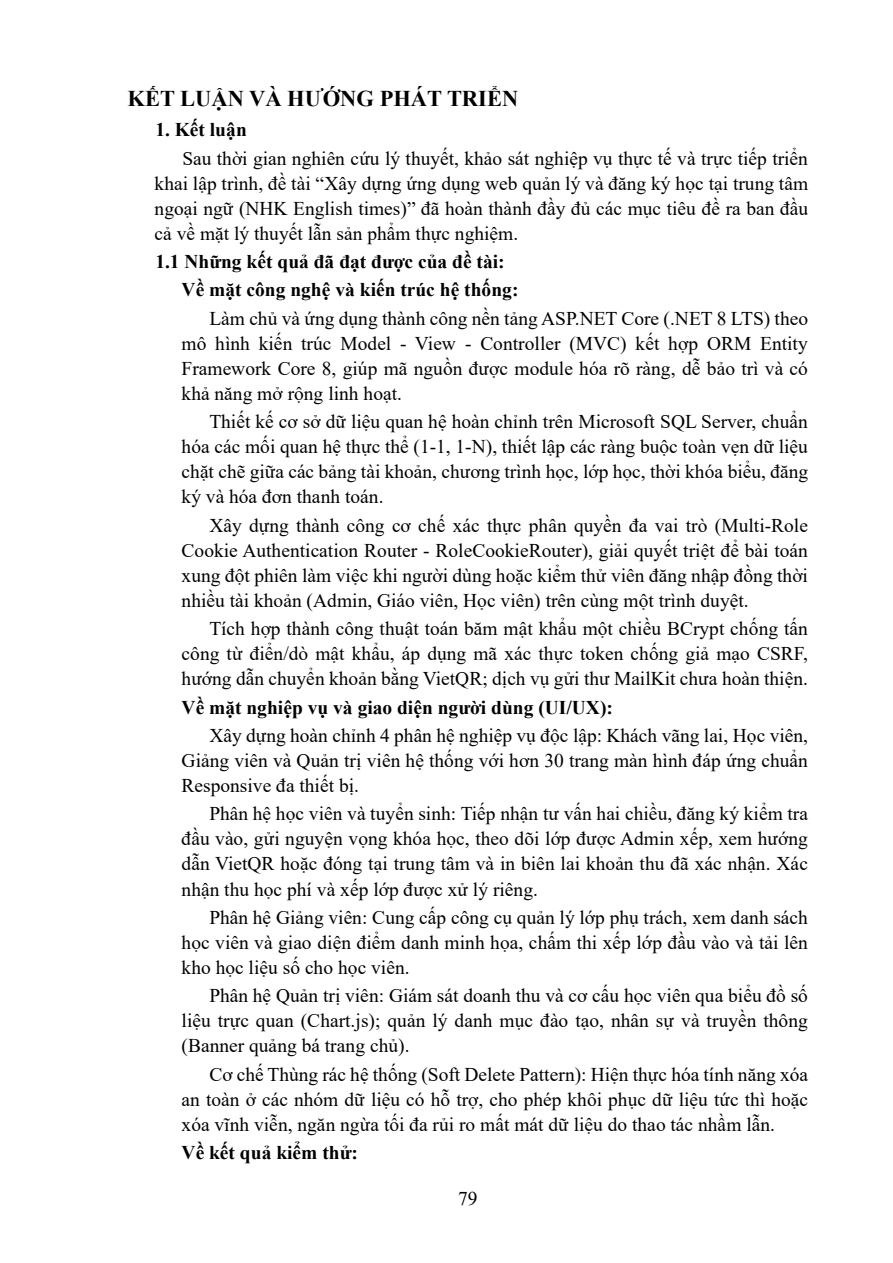 KẾT LUẬN VÀ HƯỚNG PHÁT TRIỂN
1. Kết luận
Sau thời gian nghiên cứu lý thuyết, khảo sát nghiệp vụ thực tế và trực tiếp triển
khai lập trình, đề tài “Xây dựng ứng dụng web quản lý và đăng ký học tại trung tâm
ngoại ngữ (NHK English times)” đã hoàn thành đầy đủ các mục tiêu đề ra ban đầu
cả về mặt lý thuyết lẫn sản phẩm thực nghiệm.
1.1 Những kết quả đã đạt được của đề tài:
Về mặt công nghệ và kiến trúc hệ thống:
Làm chủ và ứng dụng thành công nền tảng ASP.NET Core (.NET 8 LTS) theo
mô hình kiến trúc Model - View - Controller (MVC) kết hợp ORM Entity
Framework Core 8, giúp mã nguồn được module hóa rõ ràng, dễ bảo trì và có
khả năng mở rộng linh hoạt.
Thiết kế cơ sở dữ liệu quan hệ hoàn chỉnh trên Microsoft SQL Server, chuẩn
hóa các mối quan hệ thực thể (1-1, 1-N), thiết lập các ràng buộc toàn vẹn dữ liệu
chặt chẽ giữa các bảng tài khoản, chương trình học, lớp học, thời khóa biểu, đăng
ký và hóa đơn thanh toán.
Xây dựng thành công cơ chế xác thực phân quyền đa vai trò (Multi-Role
Cookie Authentication Router - RoleCookieRouter), giải quyết triệt để bài toán
xung đột phiên làm việc khi người dùng hoặc kiểm thử viên đăng nhập đồng thời
nhiều tài khoản (Admin, Giáo viên, Học viên) trên cùng một trình duyệt.
Tích hợp thành công thuật toán băm mật khẩu một chiều BCrypt chống tấn
công từ điển/dò mật khẩu, áp dụng mã xác thực token chống giả mạo CSRF,
hướng dẫn chuyển khoản bằng VietQR; dịch vụ gửi thư MailKit chưa hoàn thiện.
Về mặt nghiệp vụ và giao diện người dùng (UI/UX):
Xây dựng hoàn chỉnh 4 phân hệ nghiệp vụ độc lập: Khách vãng lai, Học viên,
Giảng viên và Quản trị viên hệ thống với hơn 30 trang màn hình đáp ứng chuẩn
Responsive đa thiết bị.
Phân hệ học viên và tuyển sinh: Tiếp nhận tư vấn hai chiều, đăng ký kiểm tra
đầu vào, gửi nguyện vọng khóa học, theo dõi lớp được Admin xếp, xem hướng
dẫn VietQR hoặc đóng tại trung tâm và in biên lai khoản thu đã xác nhận. Xác
nhận thu học phí và xếp lớp được xử lý riêng.
Phân hệ Giảng viên: Cung cấp công cụ quản lý lớp phụ trách, xem danh sách
học viên và giao diện điểm danh minh họa, chấm thi xếp lớp đầu vào và tải lên
kho học liệu số cho học viên.
Phân hệ Quản trị viên: Giám sát doanh thu và cơ cấu học viên qua biểu đồ số
liệu trực quan (Chart.js); quản lý danh mục đào tạo, nhân sự và truyền thông
(Banner quảng bá trang chủ).
Cơ chế Thùng rác hệ thống (Soft Delete Pattern): Hiện thực hóa tính năng xóa
an toàn ở các nhóm dữ liệu có hỗ trợ, cho phép khôi phục dữ liệu tức thì hoặc
xóa vĩnh viễn, ngăn ngừa tối đa rủi ro mất mát dữ liệu do thao tác nhầm lẫn.
Về kết quả kiểm thử:
79